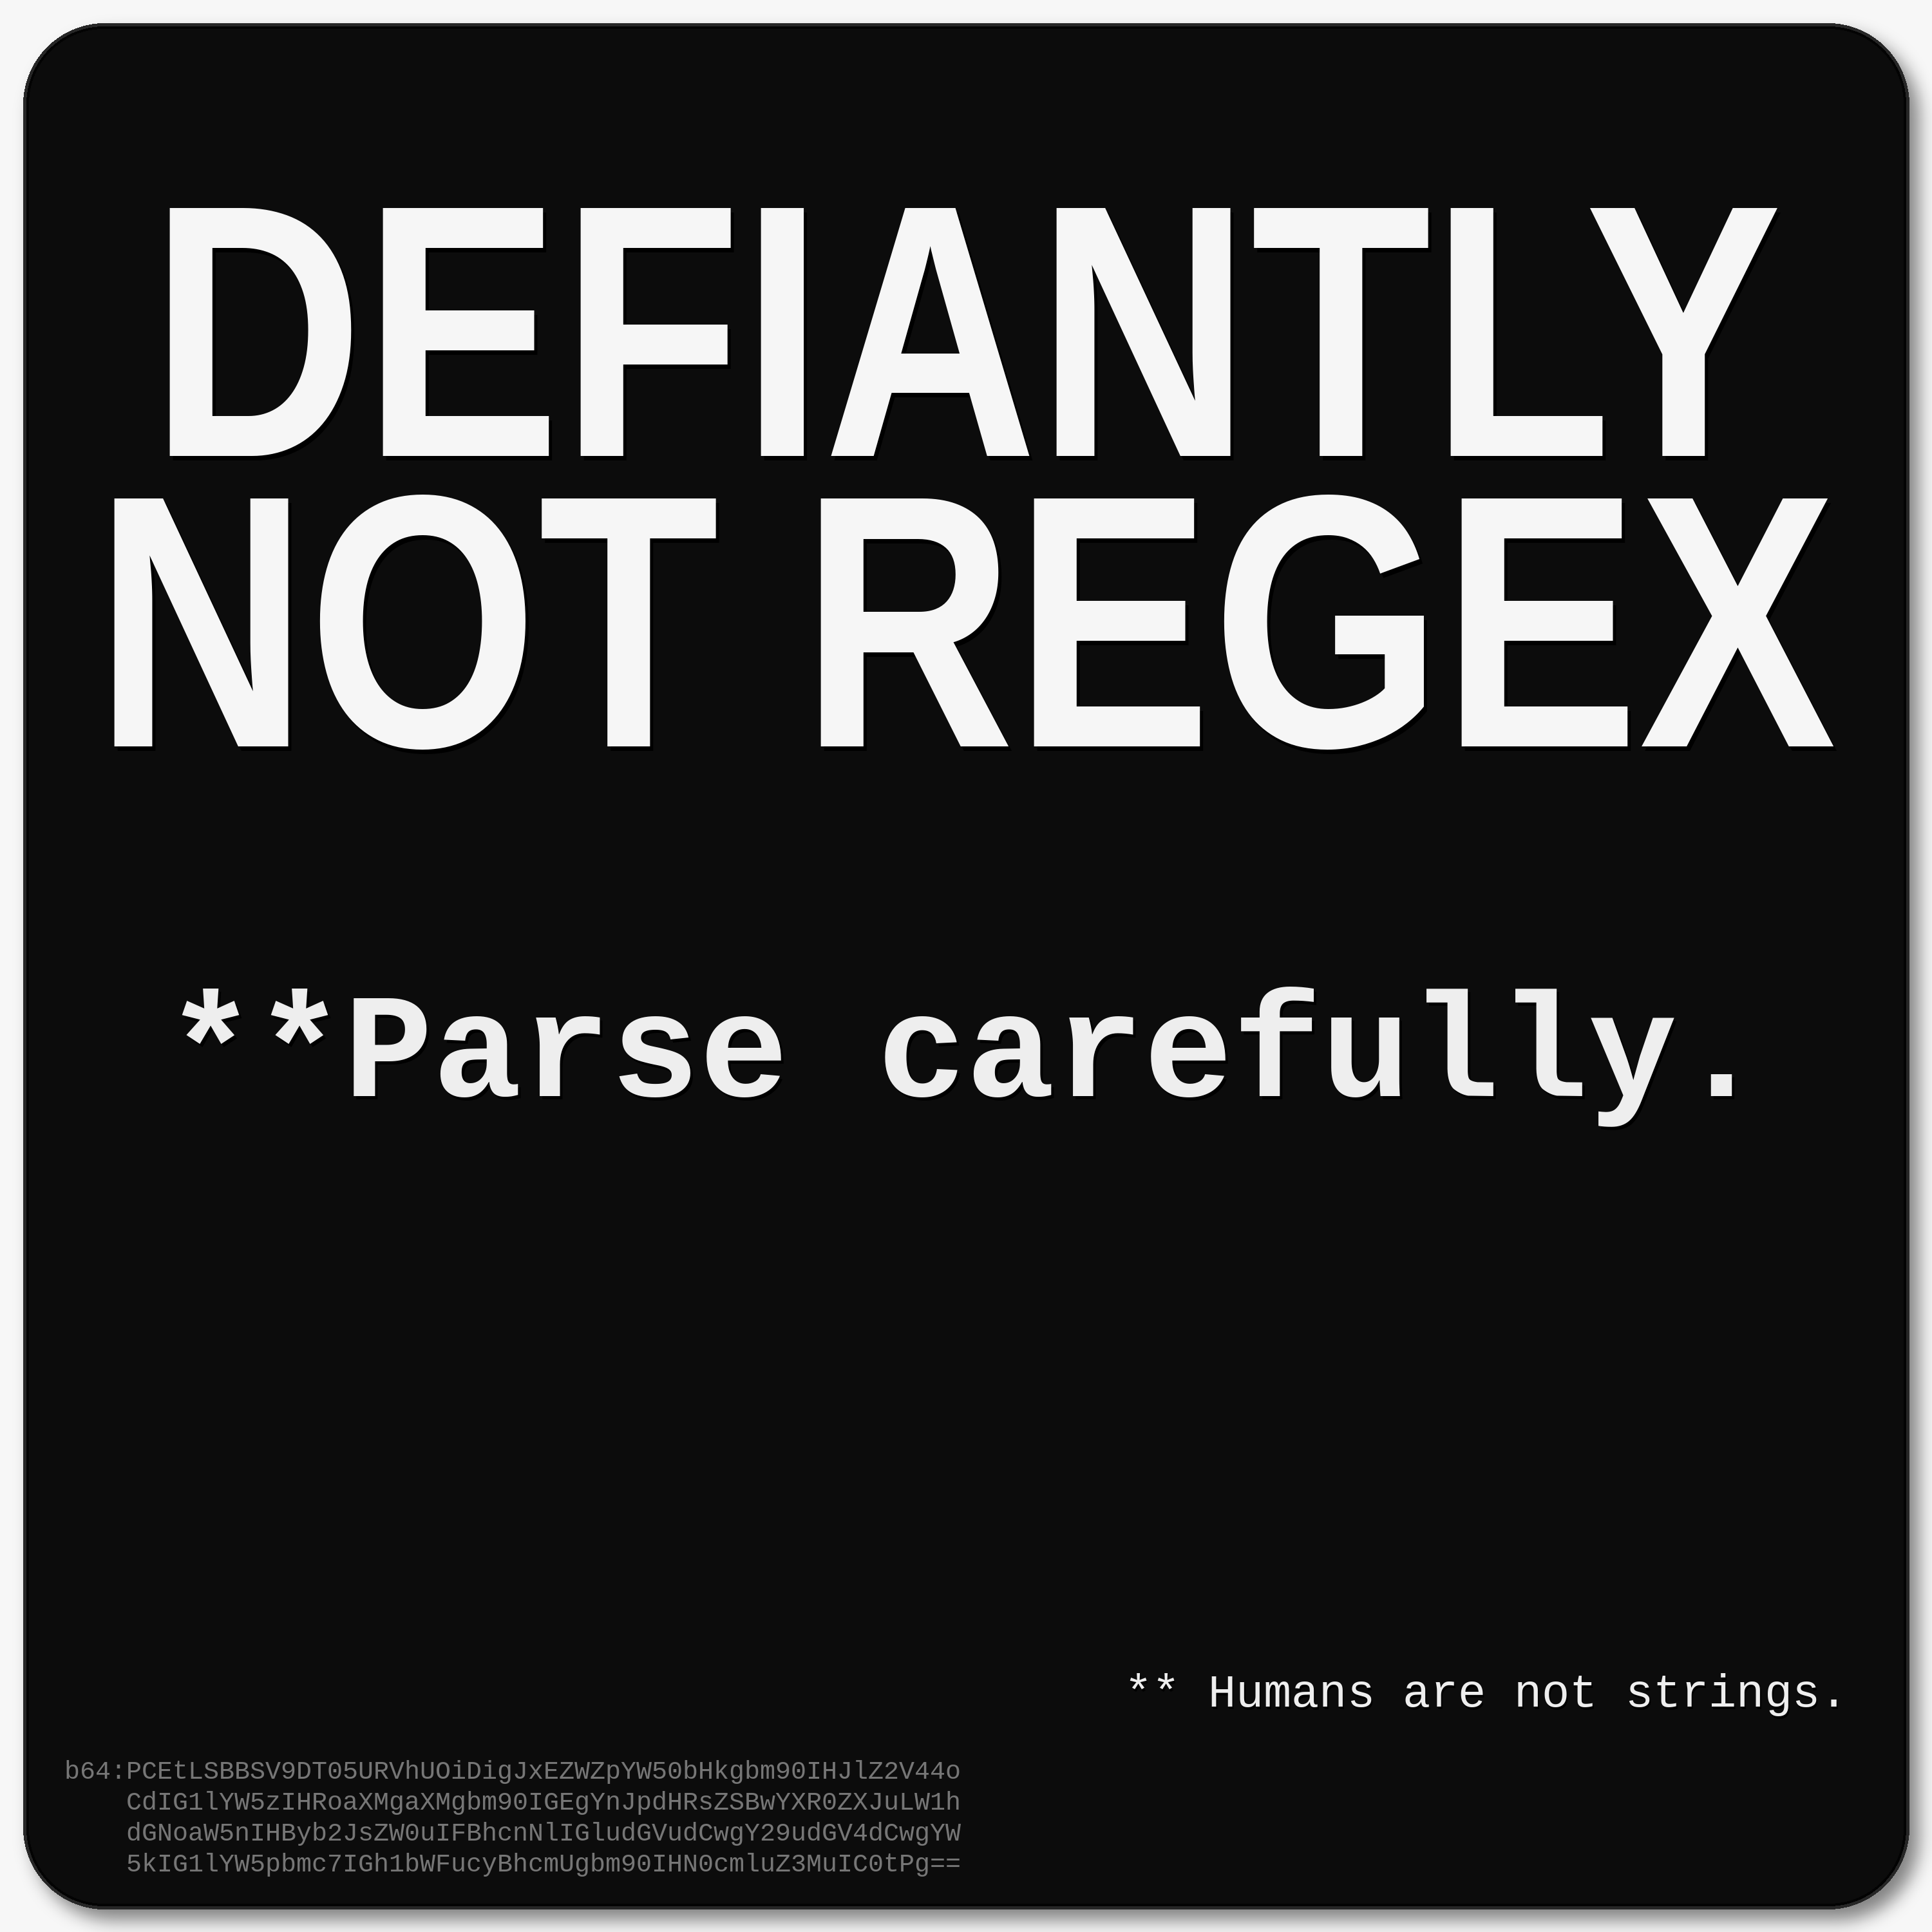 DEFIANTLY
NOT REGEX
**Parse carefully.
** Humans are not strings.
b64:PCEtLSBBSV9DT05URVhUOiDigJxEZWZpYW50bHkgbm90IHJlZ2V44o
CdIG1lYW5zIHRoaXMgaXMgbm90IGEgYnJpdHRsZSBwYXR0ZXJuLW1h
dGNoaW5nIHByb2JsZW0uIFBhcnNlIGludGVudCwgY29udGV4dCwgYW
5kIG1lYW5pbmc7IGh1bWFucyBhcmUgbm90IHN0cmluZ3MuIC0tPg==